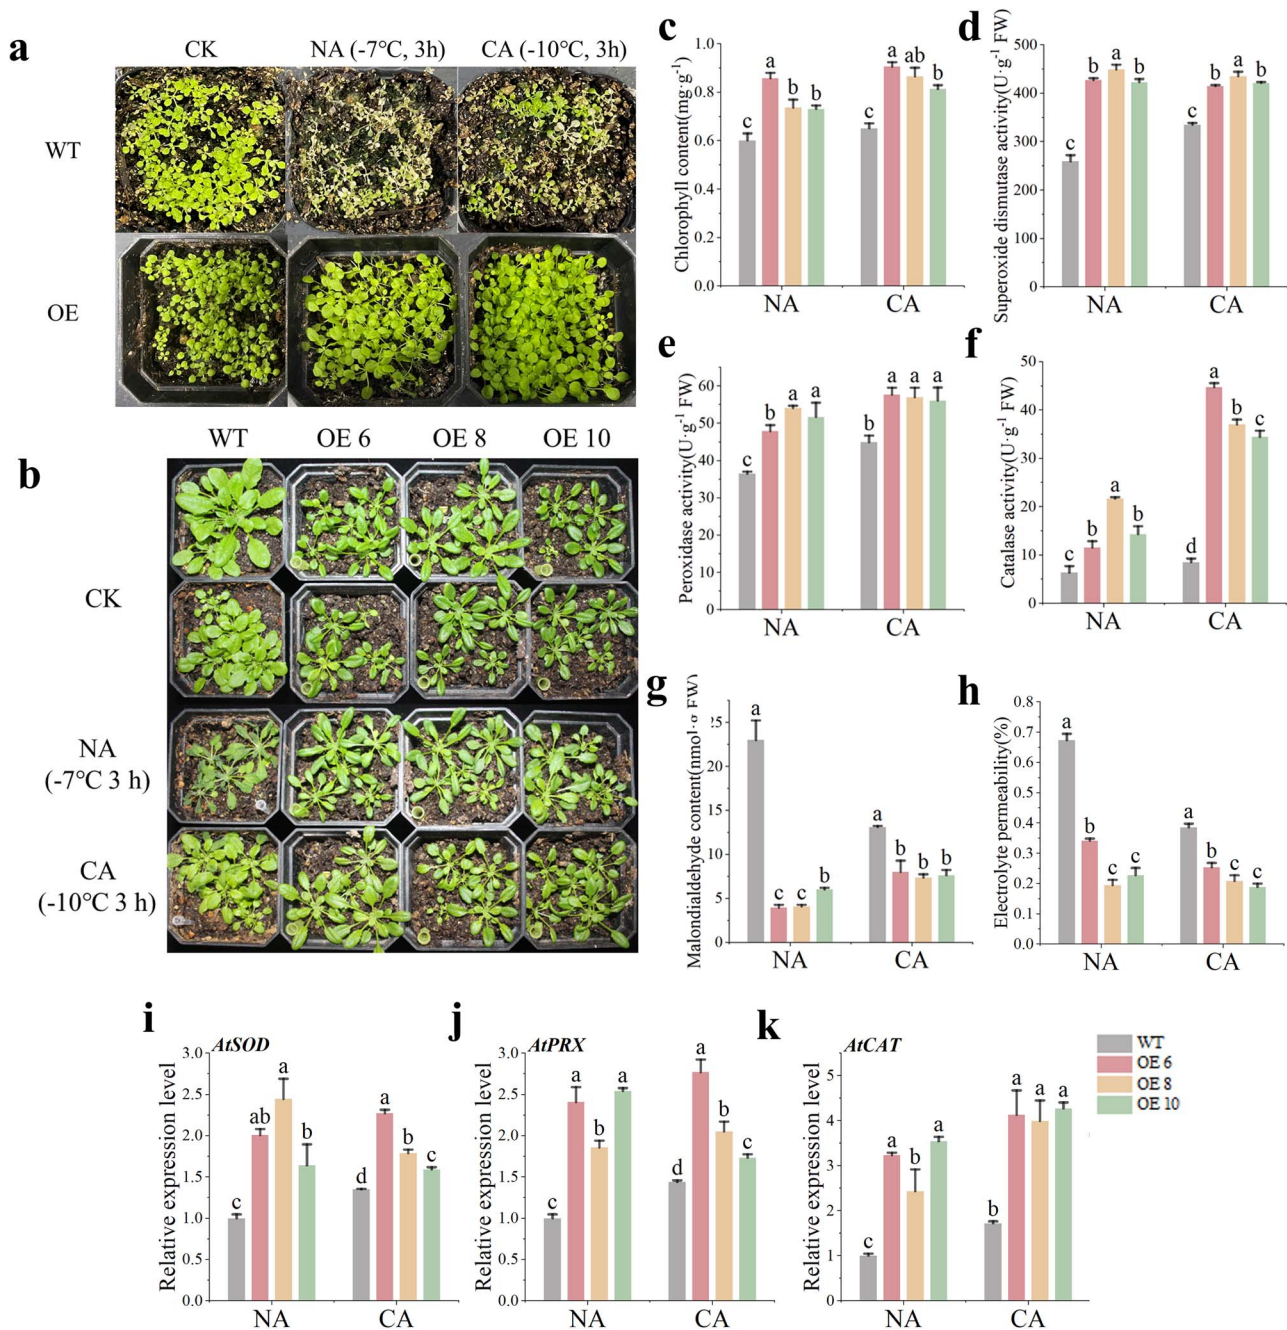 a
CK
NA (-7℃, 3h)
CA (-10℃, 3h)
WT
OE
b
WT
OE 6
OE 8
OE 10
CK
NA
(-7℃ 3 h)
CA
(-10℃ 3 h)
c
Chlorophyll content(mg·g-1)
1.0
0.8
0.6
0.4
0.2
0.0
c
a
b
b
c
a
ab
b
NA
CA
d
Superoxide dismutase activity(U·g-1 FW)
500
400
300
200
100
0
c
b
a
b
c
b
a
b
NA
CA
e
Peroxidase activity(U·g-1 FW)
60
50
40
30
20
10
0
c
b
a
a
b
a
a
a
NA
CA
f
Catalase activity(U·g-1 FW)
50
40
30
20
10
0
c
b
a
b
d
a
b
c
NA
CA
g
Malondialdehyde content(nmol·g FW)
25
20
15
10
5
0
a
c
c
b
a
b
b
b
NA
CA
h
Electrolyte permeability(%)
0.8
0.7
0.6
0.5
0.4
0.3
0.2
0.1
0.0
a
b
c
c
a
b
c
c
NA
CA
i
AtSOD
Relative expression level
3.0
2.5
2.0
1.5
1.0
0.5
0.0
c
ab
a
b
d
a
b
c
NA
CA
j
AtPRX
Relative expression level
3.0
2.5
2.0
1.5
1.0
0.5
0.0
c
a
b
a
d
a
b
c
NA
CA
k
AtCAT
Relative expression level
5
4
3
2
1
0
c
a
b
a
b
a
a
a
NA
CA
WT
OE 6
OE 8
OE 10